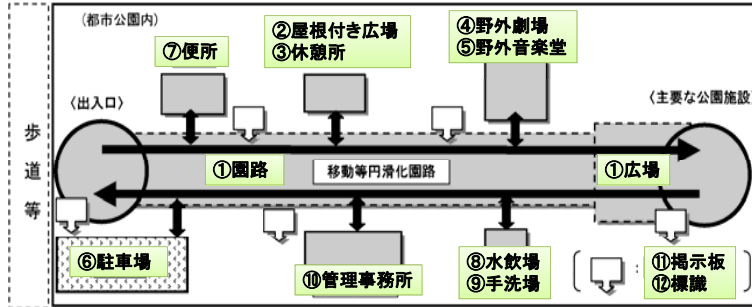 (都市公園内)
⑦便所
②屋根付き広場
③休憩所
④野外劇場
⑤野外音楽堂
〈出入口〉
〈主要な公園施設〉
歩道等
①園路
移動等円滑化園路
①広場
⑥駐車場
⑩管理事務所
⑧水飲場
⑨手洗場
:
⑪掲示板
⑫標識